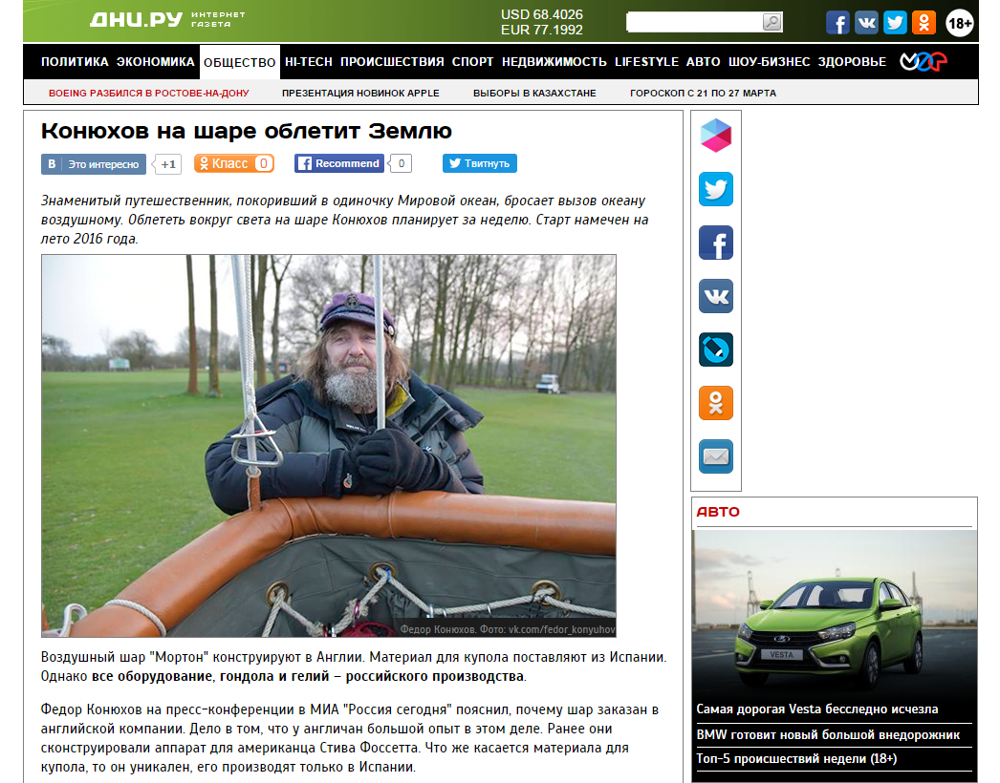 ДНИ.РУ ИНТЕРНЕТ ГАЗЕТА
USD 68.4026
EUR 77.1992
18+
ПОЛИТИКА ЭКОНОМИКА ОБЩЕСТВО HI-TECH ПРОИСШЕСТВИЯ СПОРТ НЕДВИЖИМОСТЬ LIFESTYLE АВТО ШОУ-БИЗНЕС ЗДОРОВЬЕ
BOEING РАЗБИЛСЯ В РОСТОВЕ-НА-ДОНУ ПРЕЗЕНТАЦИЯ НОВИНОК APPLE ВЫБОРЫ В КАЗАХСТАНЕ ГОРОСКОП С 21 ПО 27 МАРТА
Конюхов на шаре облетит Землю
В Это интересно +1 Класс 0 Recommend 0 Твитнуть
Знаменитый путешественник, покоривший в одиночку Мировой океан, бросает вызов океану
воздушному. Облететь вокруг света на шаре Конюхов планирует за неделю. Старт намечен на
лето 2016 года.
Федор Конюхов. Фото: vk.com/fedor_konyuhov
Воздушный шар "Мортон" конструируют в Англии. Материал для купола поставляют из Испании.
Однако все оборудование, гондола и гелий – российского производства.
Федор Конюхов на пресс-конференции в МИА "Россия сегодня" пояснил, почему шар заказан в
английской компании. Дело в том, что у англичан большой опыт в этом деле. Ранее они
сконструировали аппарат для американца Стива Фоссетта. Что же касается материала для
купола, то он уникален, его производят только в Испании.
АВТО
VESTA
Самая дорогая Vesta бесследно исчезла
BMW готовит новый большой внедорожник
Топ-5 происшествий недели (18+)